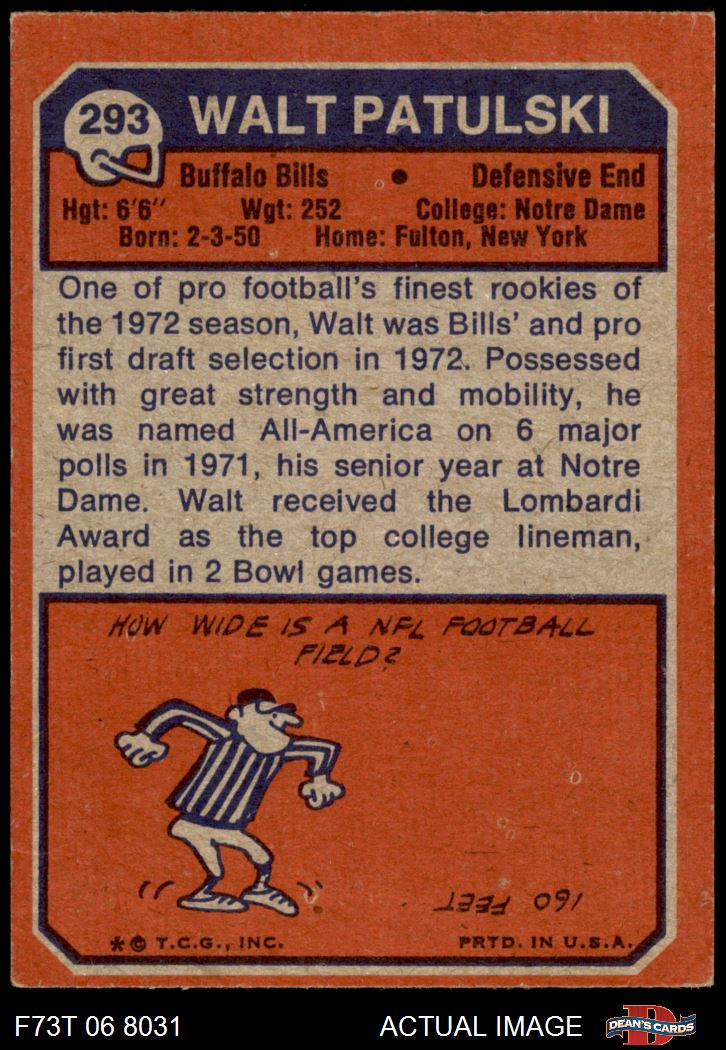 293 WALT PATULSKI
Buffalo Bills • Defensive End
Hgt: 6'6" Wgt: 252 College: Notre Dame
Born: 2-3-50 Home: Fulton, New York
One of pro football's finest rookies of
the 1972 season, Walt was Bills' and pro
first draft selection in 1972. Possessed
with great strength and mobility, he
was named All-America on 6 major
polls in 1971, his senior year at Notre
Dame. Walt received the Lombardi
Award as the top college lineman,
played in 2 Bowl games.
HOW WIDE IS A NFL FOOTBALL
FIELD?
160 FEET
* © T.C.G., INC. PRTD. IN U.S.A.
F73T 06 8031 ACTUAL IMAGE DEAN'S CARDS